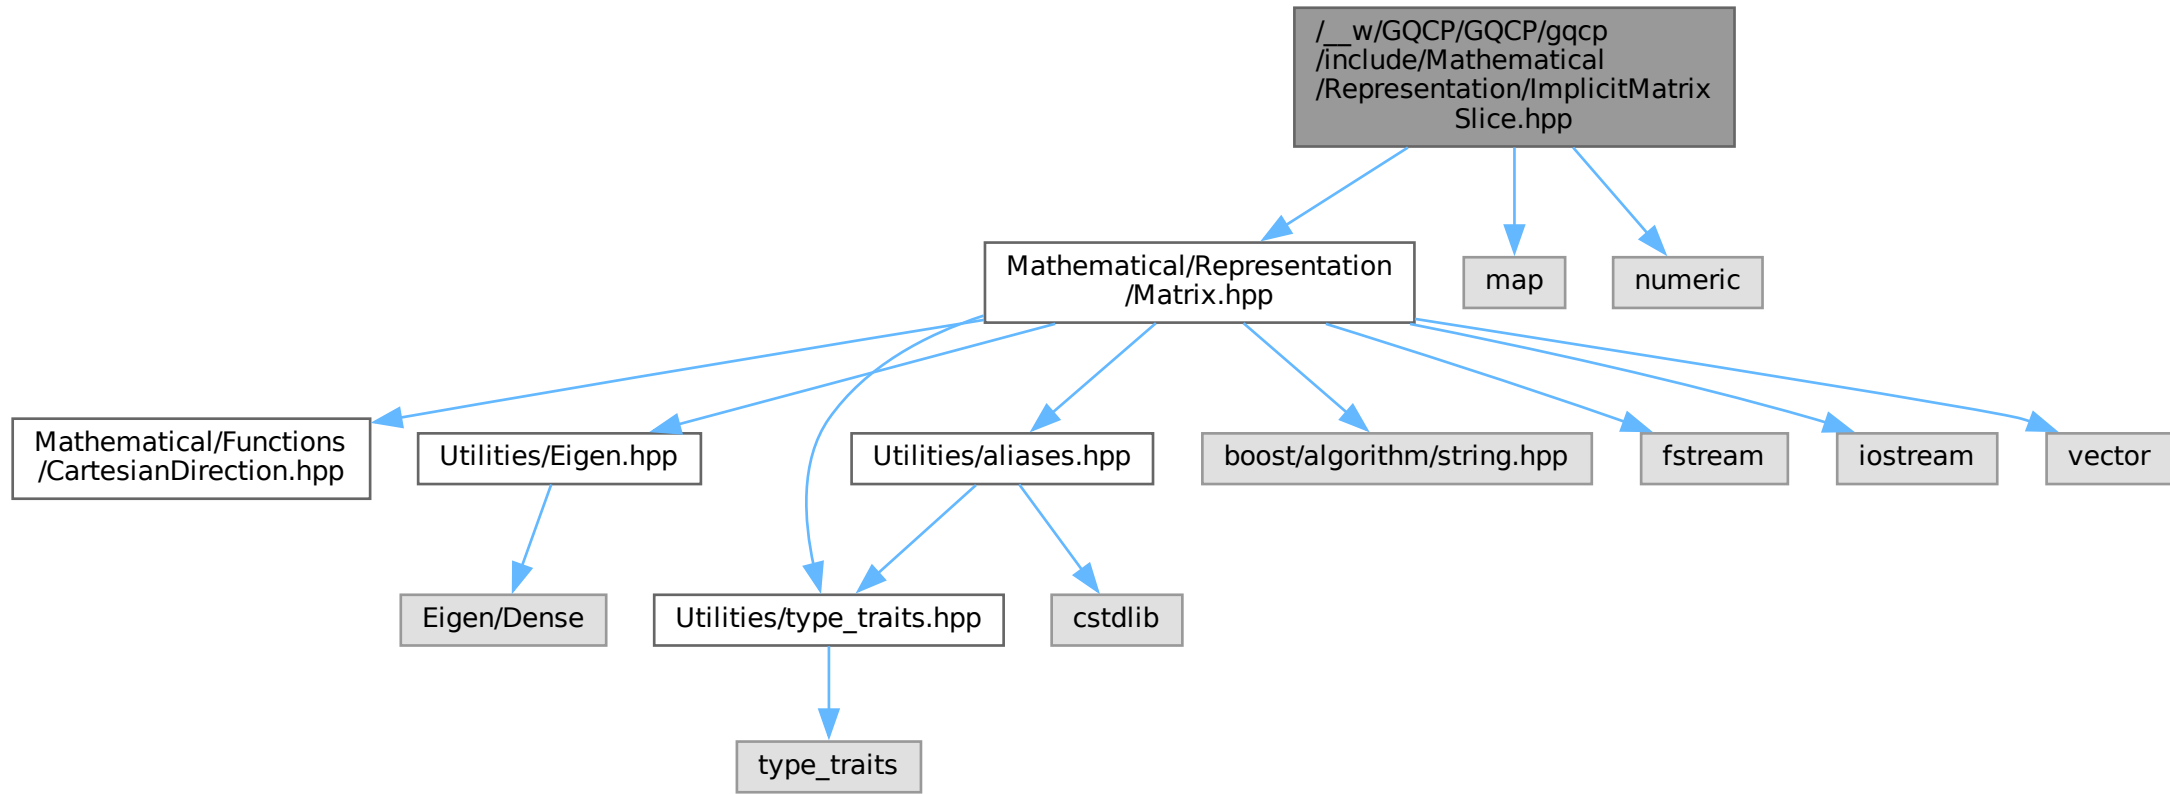 /__w/GQCP/GQCP/gqcp
/include/Mathematical
/Representation/ImplicitMatrix
Slice.hpp
Mathematical/Representation
/Matrix.hpp
map
numeric
Mathematical/Functions
/CartesianDirection.hpp
Utilities/Eigen.hpp
Utilities/aliases.hpp
boost/algorithm/string.hpp
fstream
iostream
vector
Eigen/Dense
Utilities/type_traits.hpp
cstdlib
type_traits